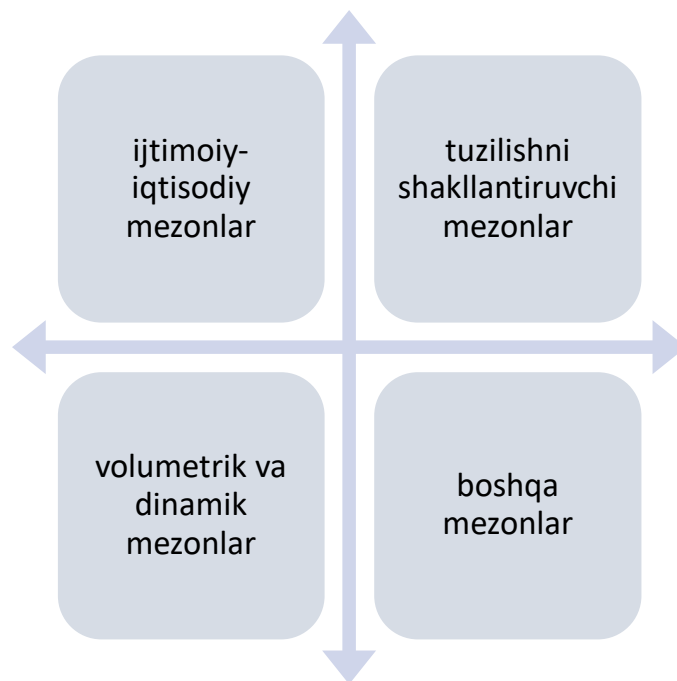 ijtimoiy-
iqtisodiy
mezonlar
tuzilishni
shakllantiruvchi
mezonlar
volumetrik va
dinamik
mezonlar
boshqa
mezonlar